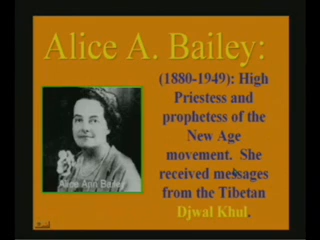 Alice A. Bailey:
(1880-1949): High
Priestess and
prophetess of the
New Age
movement. She
received messages
from the Tibetan
Djwal Khul.
Alice Ann Bailey